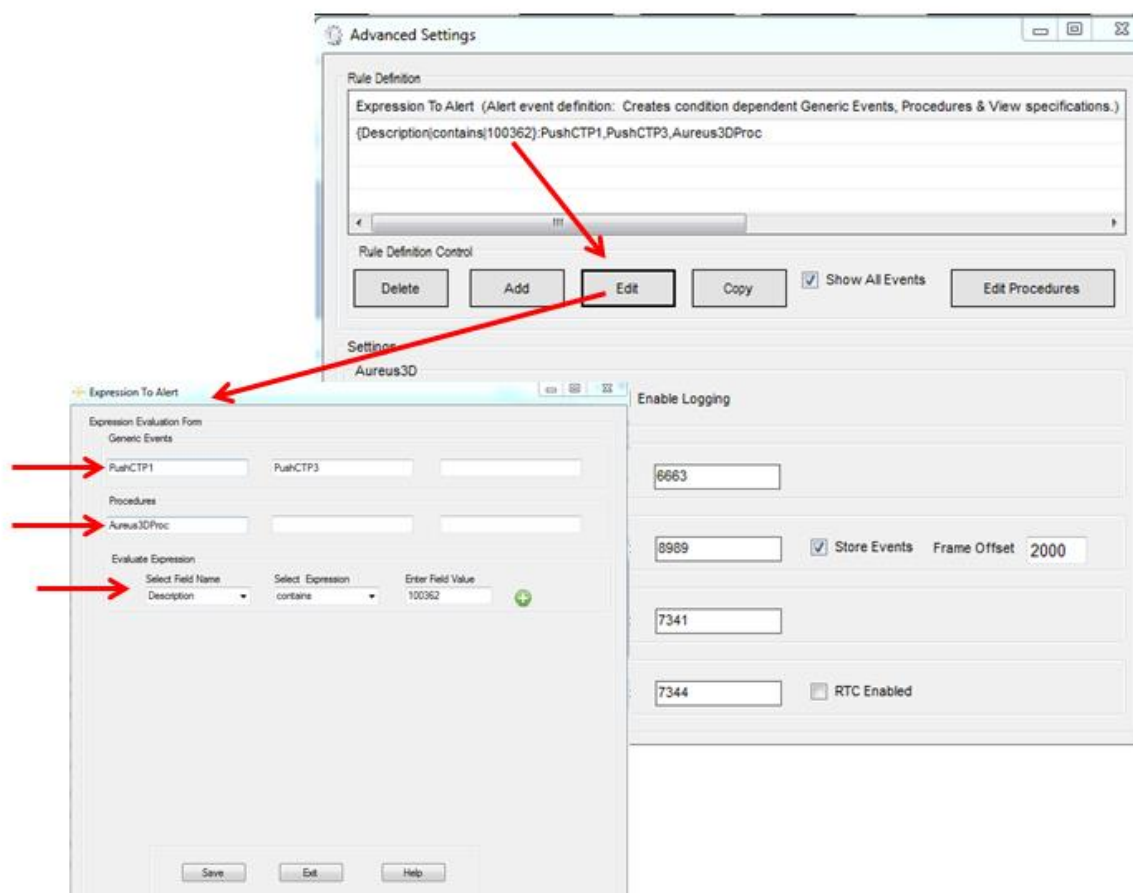 Advanced Settings
Rule Definition
Expression To Alert (Alert event definition: Creates condition dependent Generic Events, Procedures & View specifications.)
{Description|contains|100362}:PushCTP1,PushCTP3,Aureus3DProc
Rule Definition Control
Delete
Add
Edit
Copy
Show All Events
Edit Procedures
Settings
Aureus3D
Enable Logging
6663
8989
Store Events
Frame Offset
2000
7341
7344
RTC Enabled
Expression To Alert
Expression Evaluation Form
Generic Events
PushCTP1
PushCTP3
Procedures
Aureus3DProc
Evaluate Expression
Select Field Name
Select Expression
Enter Field Value
Description
contains
100362
Save
Exit
Help